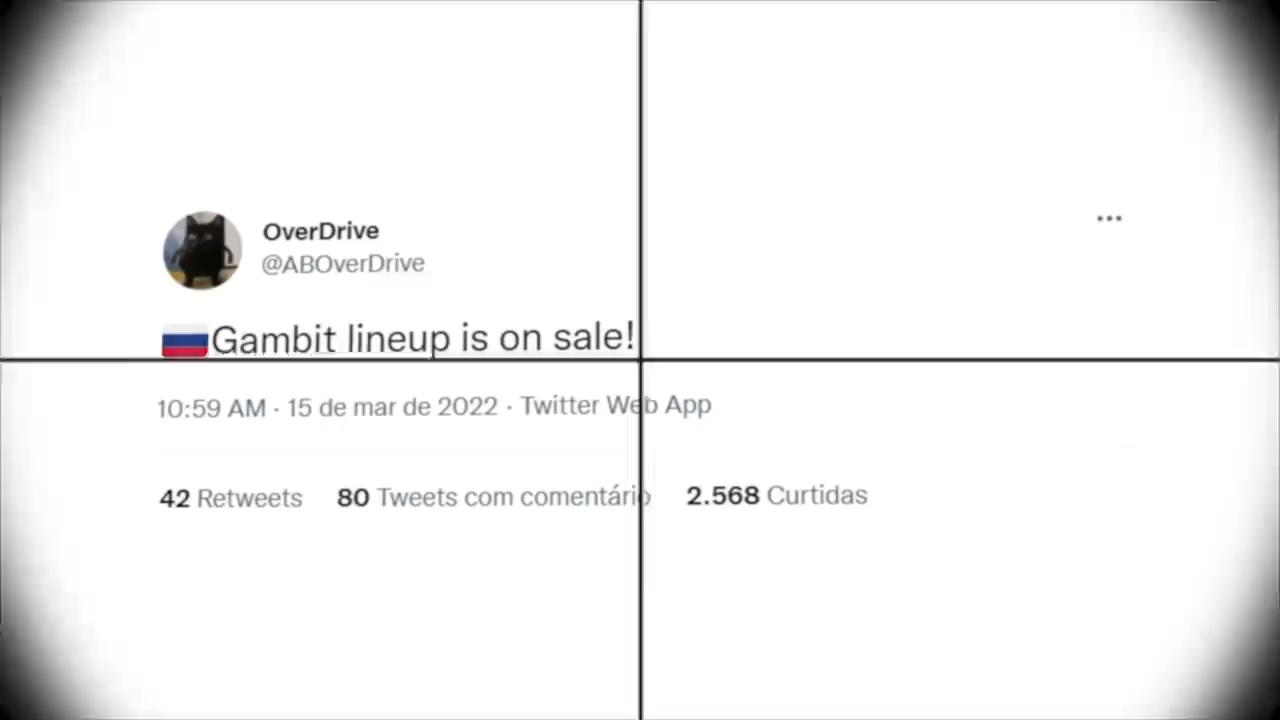 OverDrive
@ABOverDrive
🇷🇺Gambit lineup is on sale!
10:59 AM · 15 de mar de 2022 · Twitter Web App
42 Retweets 80 Tweets com comentário 2.568 Curtidas